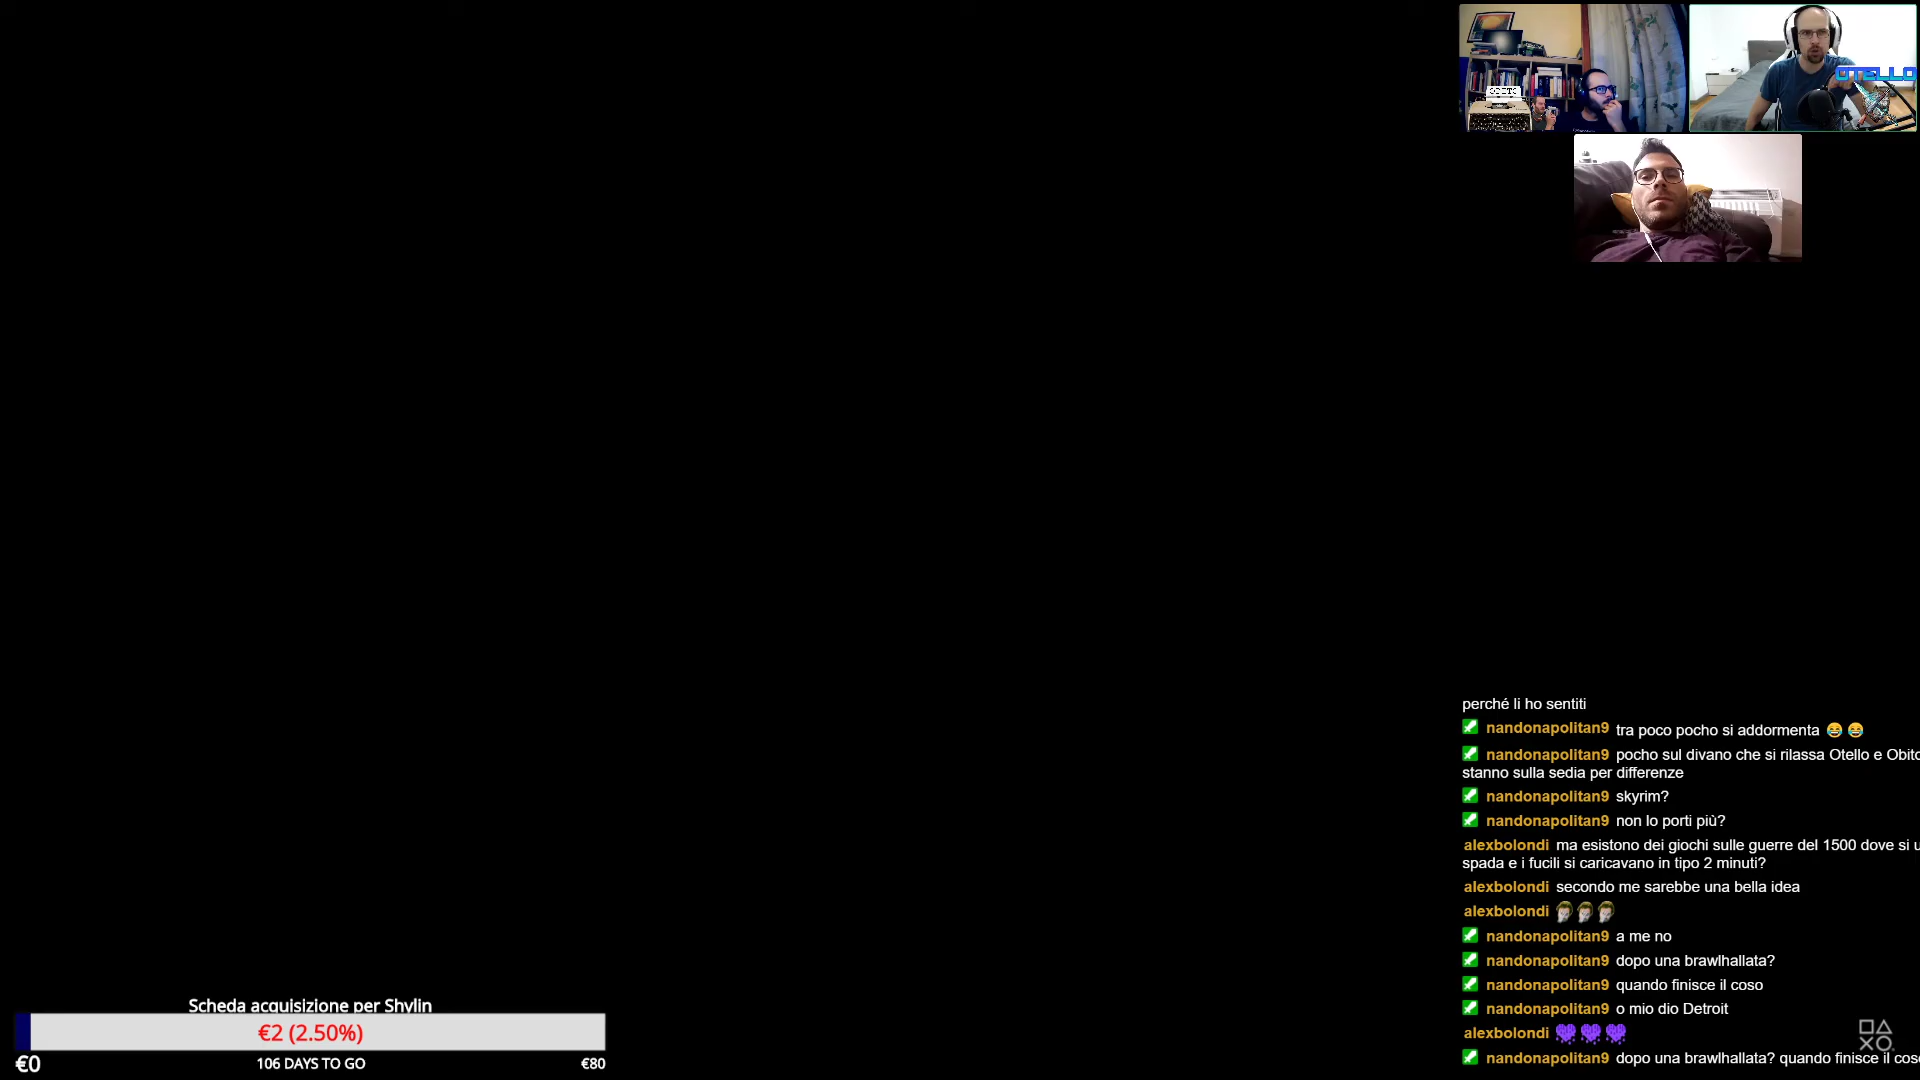 OTELLO
perché li ho sentiti
nandonapolitan9 tra poco pocho si addormenta 😂 😂
nandonapolitan9 pocho sul divano che si rilassa Otello e Obito
stanno sulla sedia per differenze
nandonapolitan9 skyrim?
nandonapolitan9 non lo porti più?
alexbolondi ma esistono dei giochi sulle guerre del 1500 dove si u
spada e i fucili si caricavano in tipo 2 minuti?
alexbolondi secondo me sarebbe una bella idea
alexbolondi
nandonapolitan9 a me no
nandonapolitan9 dopo una brawlhallata?
nandonapolitan9 quando finisce il coso
nandonapolitan9 o mio dio Detroit
alexbolondi
nandonapolitan9 dopo una brawlhallata? quando finisce il coso
Scheda acquisizione per Shylin
€2 (2.50%)
€0 106 DAYS TO GO €80